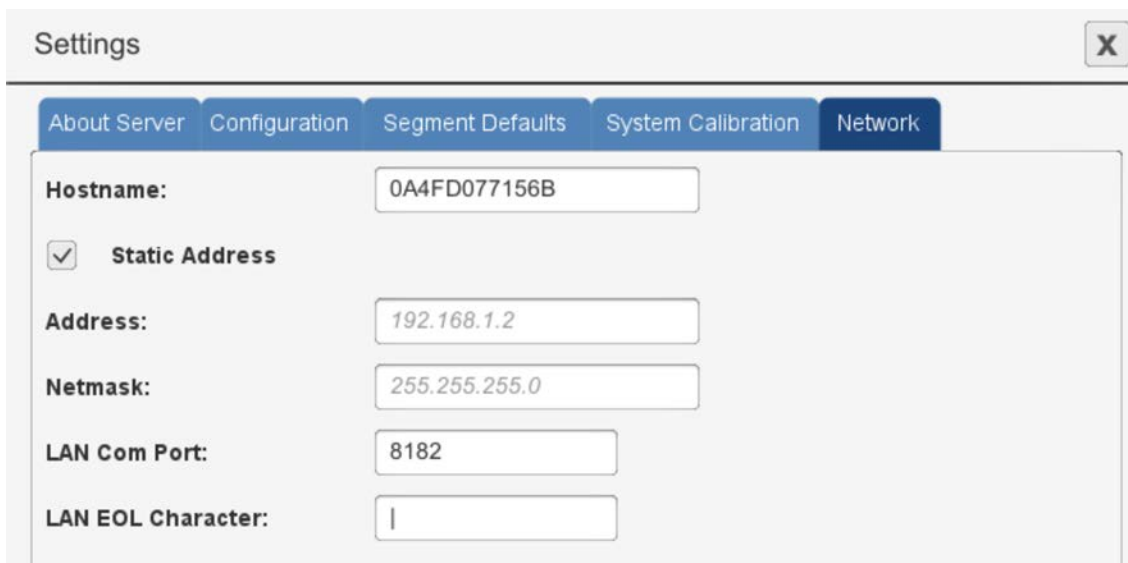 Settings
X
About Server Configuration Segment Defaults System Calibration Network
Hostname: 0A4FD077156B
Static Address
Address: 192.168.1.2
Netmask: 255.255.255.0
LAN Com Port: 8182
LAN EOL Character: |